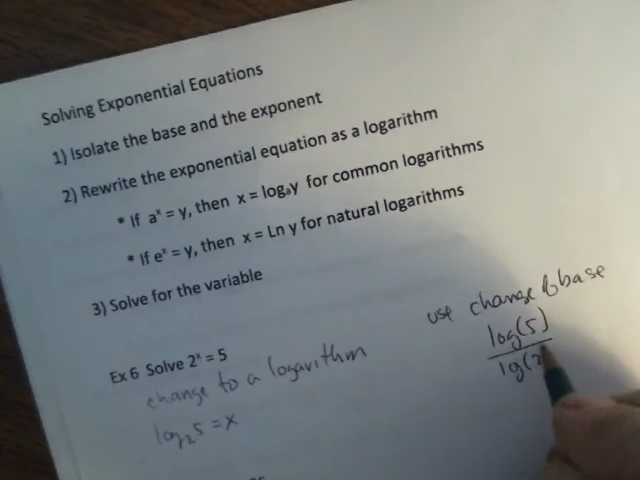 Solving Exponential Equations
1) Isolate the base and the exponent
2) Rewrite the exponential equation as a logarithm
* If aˣ = y, then x = logₐy for common logarithms
* If eˣ = y, then x = Ln y for natural logarithms
3) Solve for the variable
Ex 6 Solve 2ˣ = 5
change to a logarithm
log₂5 = x
use change of base
log(5)
lg(2